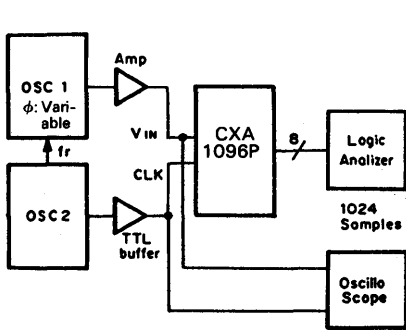 Amp
OSC 1
ϕ: Vari-
able
fr
OSC2
TTL
buffer
VIN
CLK
CXA
1096P
8
Logic
Analizer
1024
Samples
Oscillo
Scope